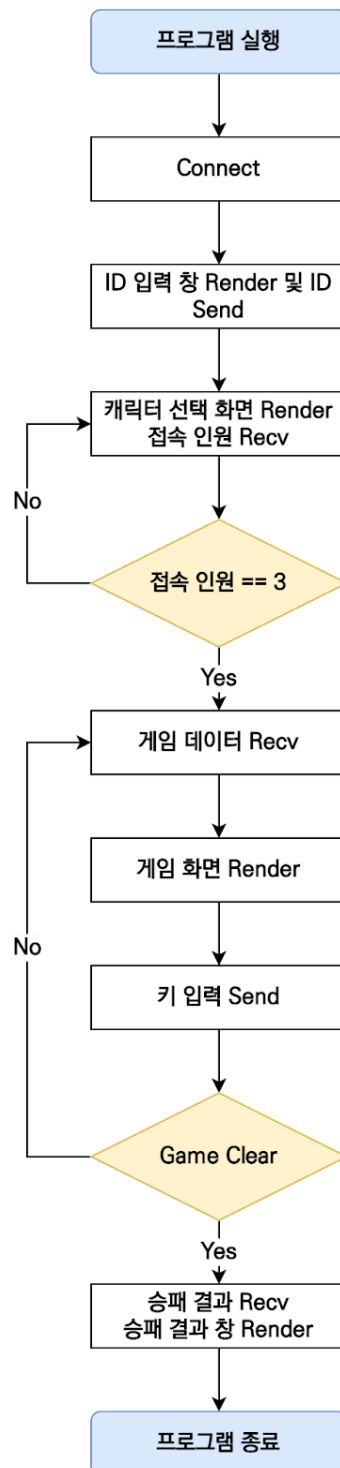 프로그램 실행
Connect
ID 입력 창 Render 및 ID
Send
캐릭터 선택 화면 Render
접속 인원 Recv
No
접속 인원 == 3
Yes
게임 데이터 Recv
게임 화면 Render
No
키 입력 Send
Game Clear
Yes
승패 결과 Recv
승패 결과 창 Render
프로그램 종료